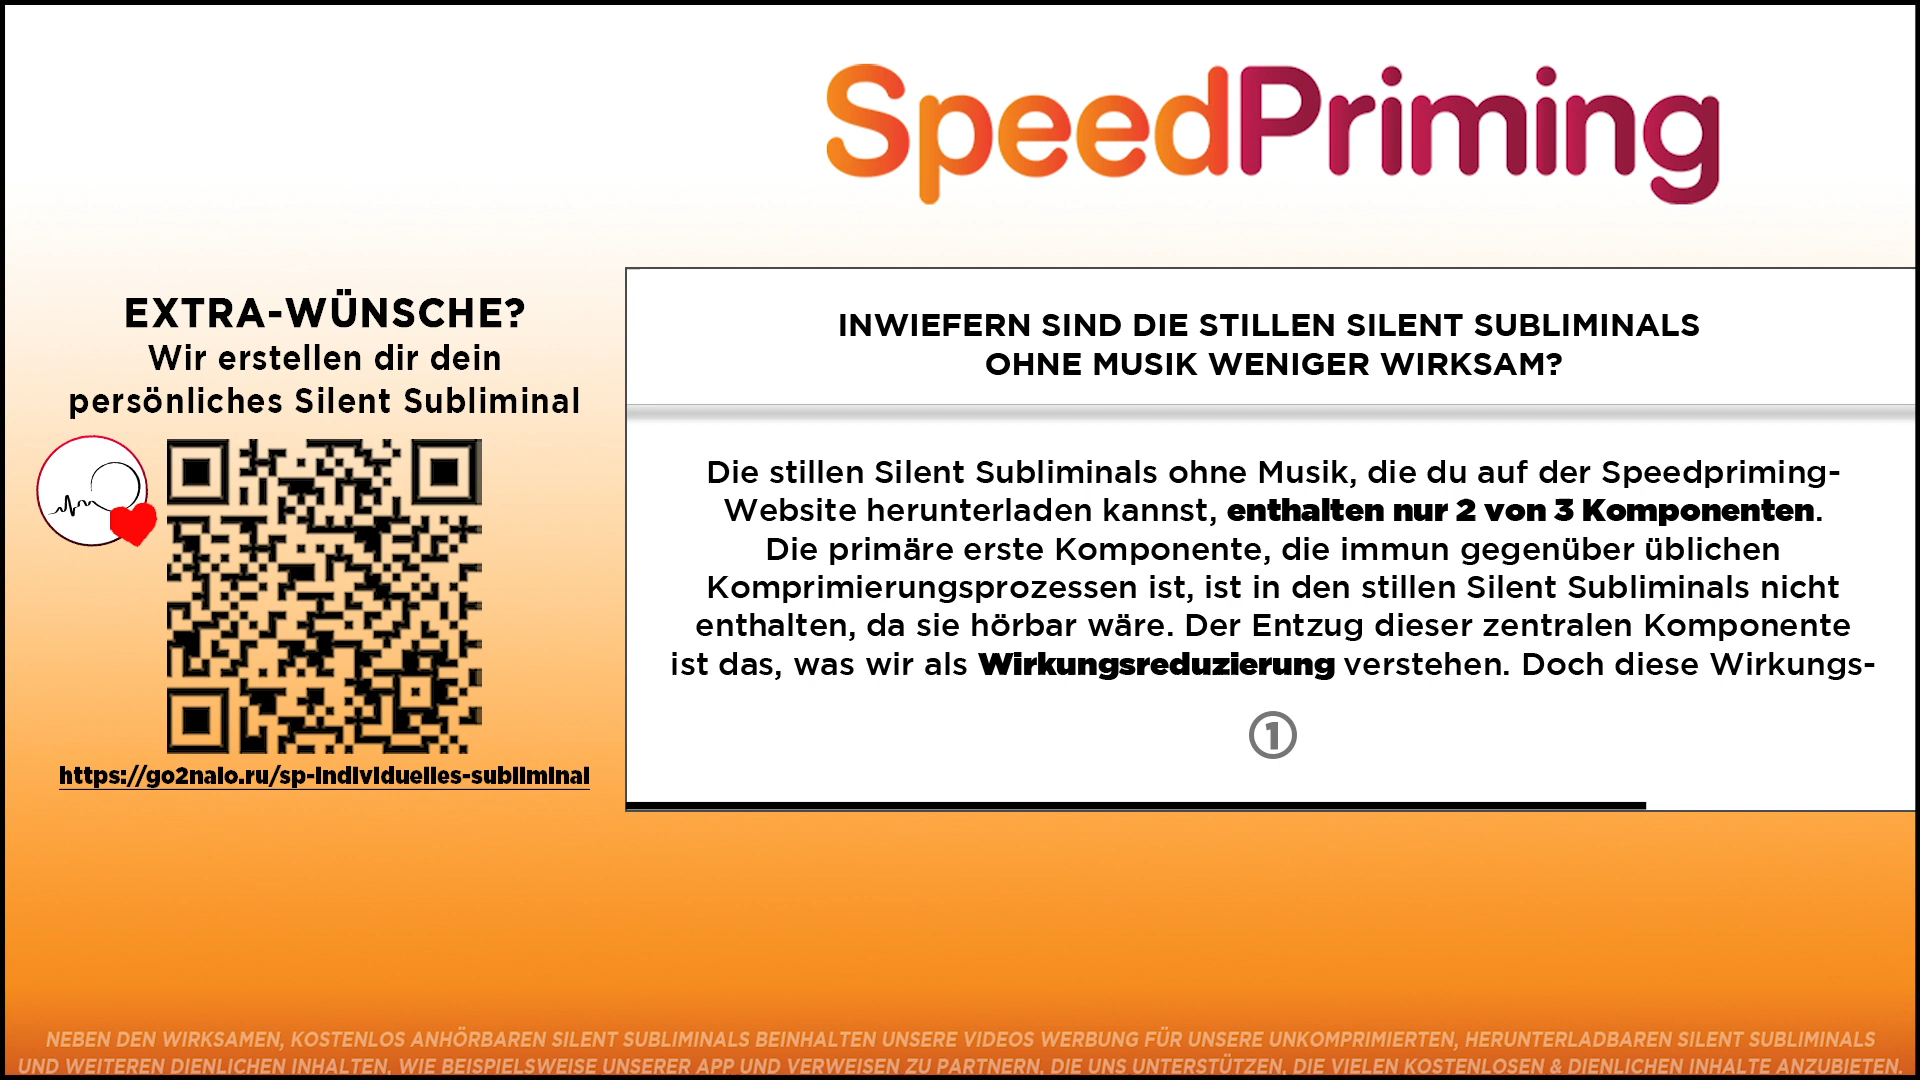 SpeedPriming
EXTRA-WÜNSCHE?
Wir erstellen dir dein
persönliches Silent Subliminal
https://go2nalo.ru/sp-individuelles-subliminal
INWIEFERN SIND DIE STILLEN SILENT SUBLIMINALS
OHNE MUSIK WENIGER WIRKSAM?
Die stillen Silent Subliminals ohne Musik, die du auf der Speedpriming-
Website herunterladen kannst, enthalten nur 2 von 3 Komponenten.
Die primäre erste Komponente, die immun gegenüber üblichen
Komprimierungsprozessen ist, ist in den stillen Silent Subliminals nicht
enthalten, da sie hörbar wäre. Der Entzug dieser zentralen Komponente
ist das, was wir als Wirkungsreduzierung verstehen. Doch diese Wirkungs-
1
NEBEN DEN WIRKSAMEN, KOSTENLOS ANHÖRBAREN SILENT SUBLIMINALS BEINHALTEN UNSERE VIDEOS WERBUNG FÜR UNSERE UNKOMPRIMIERTEN, HERUNTERLADBAREN SILENT SUBLIMINALS
UND WEITEREN DIENLICHEN INHALTEN, WIE BEISPIELSWEISE UNSERER APP UND VERWEISEN ZU PARTNERN, DIE UNS UNTERSTÜTZEN, DIE VIELEN KOSTENLOSEN & DIENLICHEN INHALTE ANZUBIETEN.